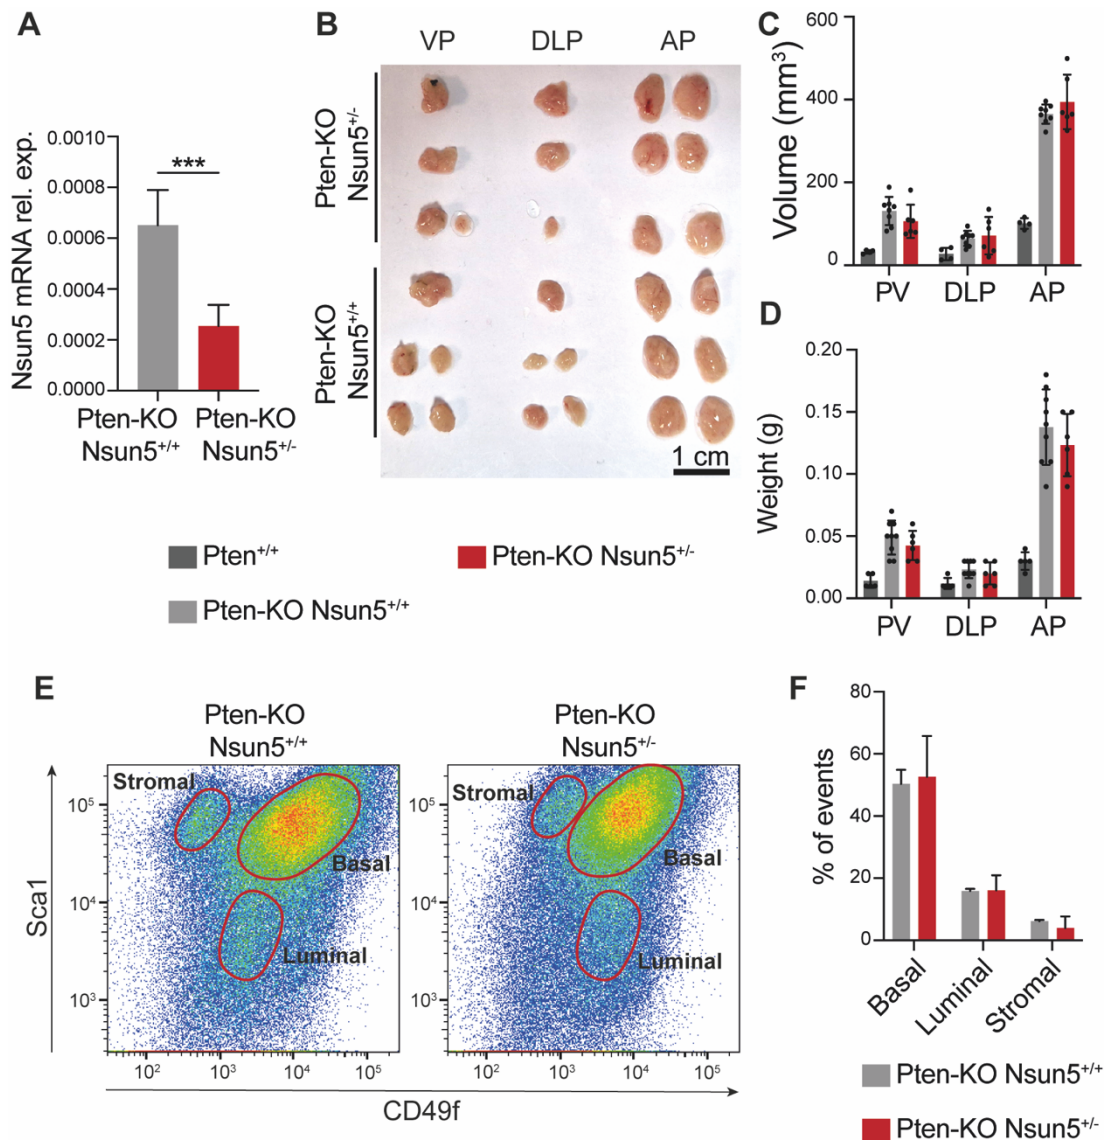 A
Nsun5 mRNA rel. exp.
0.0010
0.0008
0.0006
0.0004
0.0002
0.0000
***
Pten-KO
Nsun5+/+
Pten-KO
Nsun5+/-
B
VP DLP AP
Pten-KO
Nsun5+/-
Pten-KO
Nsun5+/+
1 cm
C
Volume (mm3)
600
400
200
0
PV DLP AP
D
Weight (g)
0.20
0.15
0.10
0.05
0.00
PV DLP AP
Pten+/+
Pten-KO Nsun5+/+
Pten-KO Nsun5+/-
E
Pten-KO
Nsun5+/+
Pten-KO
Nsun5+/-
Sca1
105
104
103
Stromal
Basal
Luminal
102 103 104 105
105
104
103
Stromal
Basal
Luminal
102 103 104 105
CD49f
F
% of events
80
60
40
20
0
Basal
Luminal
Stromal
Pten-KO Nsun5+/+
Pten-KO Nsun5+/-